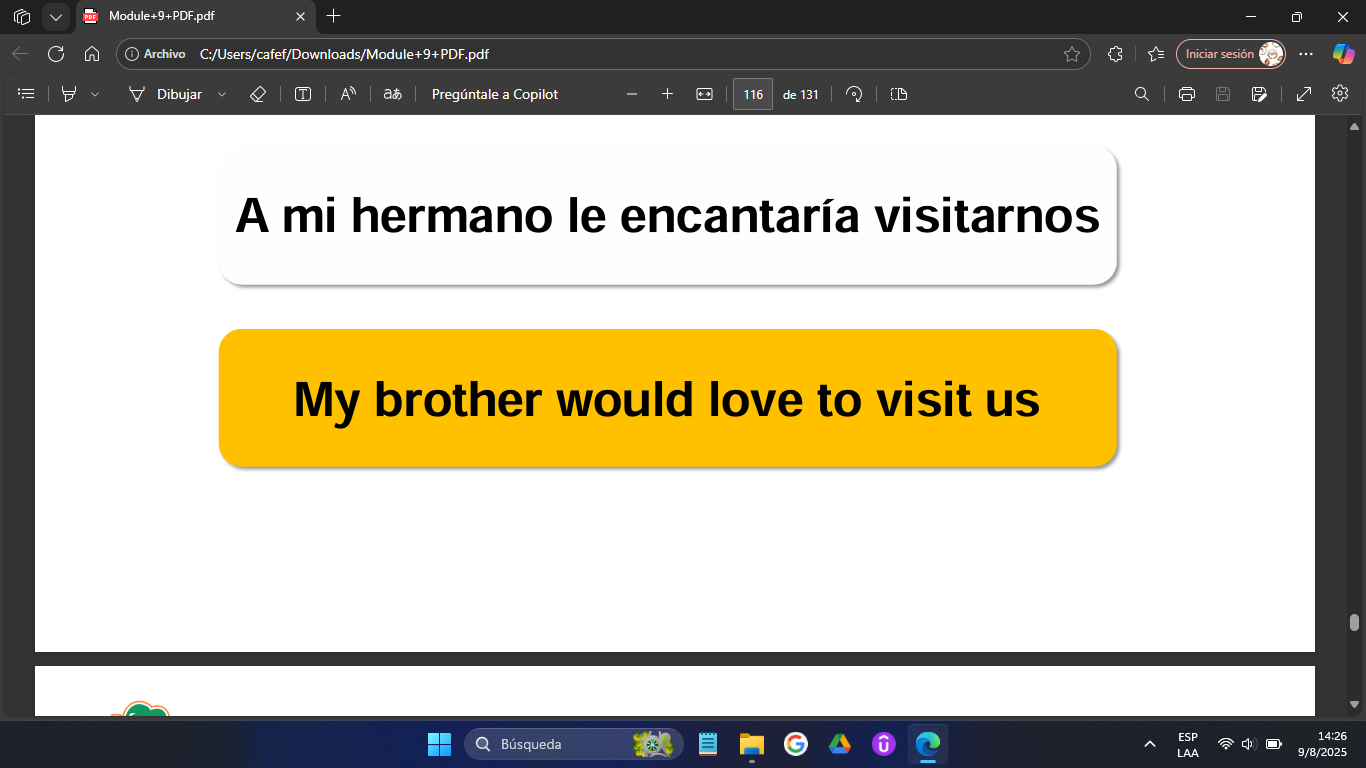 Module+9+PDF.pdf
Archivo C:/Users/cafef/Downloads/Module+9+PDF.pdf Iniciar sesión
Dibujar Pregúntale a Copilot 116 de 131
A mi hermano le encantaría visitarnos
My brother would love to visit us
Búsqueda
ESP 14:26
LAA 9/8/2025